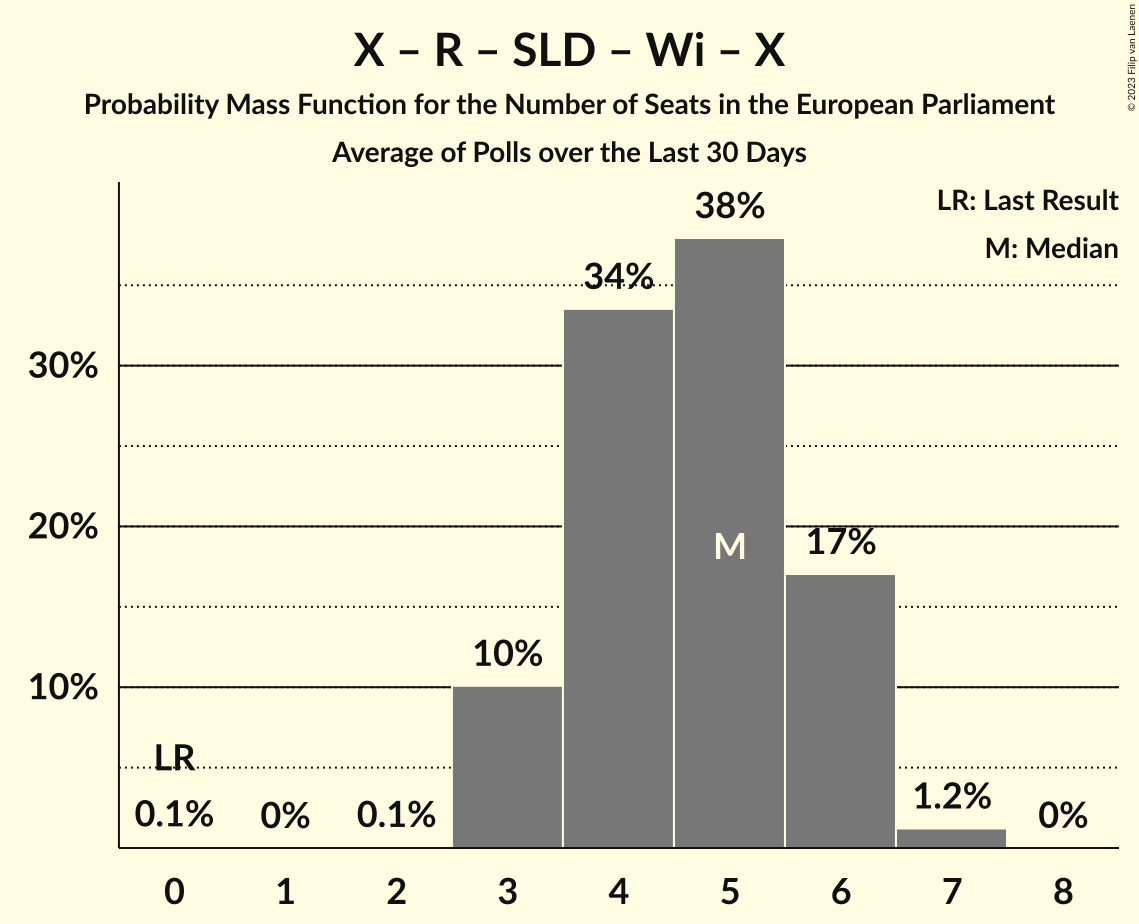 X – R – SLD – Wi – X
Probability Mass Function for the Number of Seats in the European Parliament
Average of Polls over the Last 30 Days
© 2023 Filip van Laenen
LR: Last Result
M: Median
38%
34%
30%
20%
M
17%
10%
10%
LR
0.1%
0%
0.1%
1.2%
0%
0 1 2 3 4 5 6 7 8